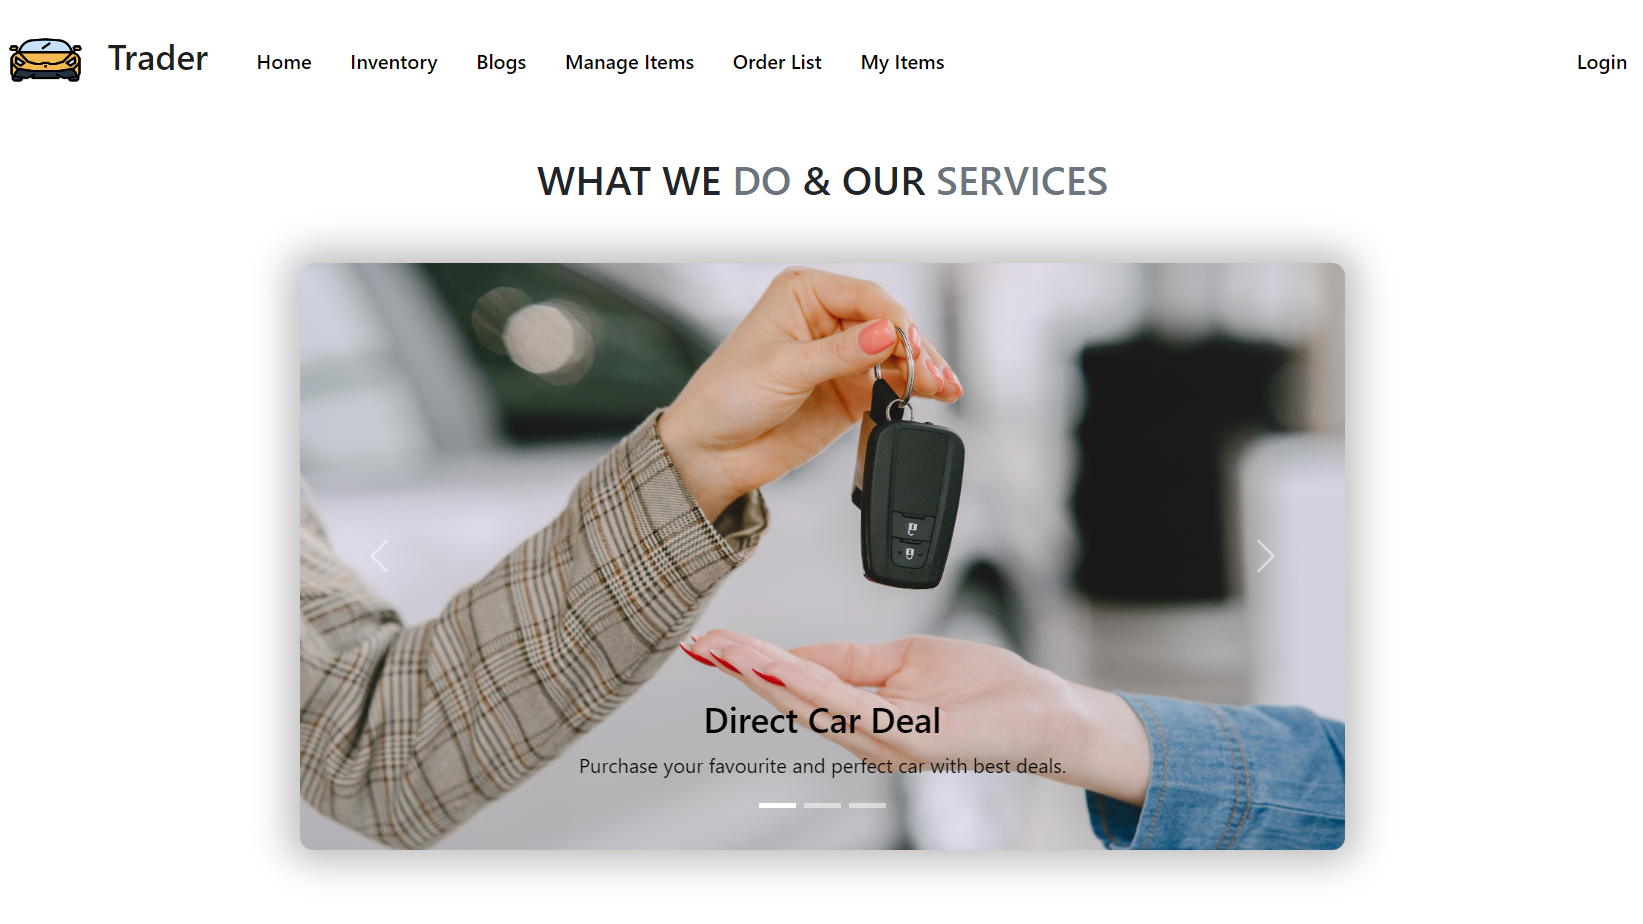 Trader Home Inventory Blogs Manage Items Order List My Items Login
WHAT WE DO & OUR SERVICES
Direct Car Deal
Purchase your favourite and perfect car with best deals.